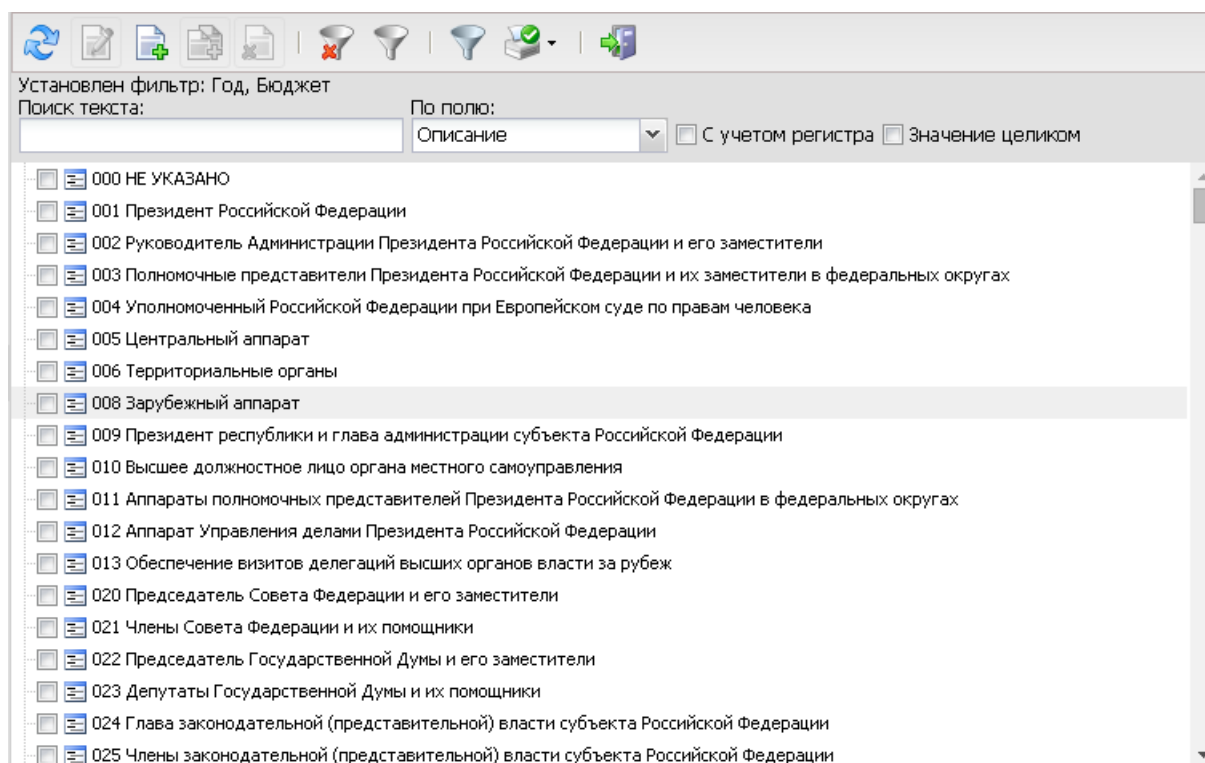 Установлен фильтр: Год, Бюджет
Поиск текста: По полю:
Описание С учетом регистра Значение целиком
000 НЕ УКАЗАНО
001 Президент Российской Федерации
002 Руководитель Администрации Президента Российской Федерации и его заместители
003 Полномочные представители Президента Российской Федерации и их заместители в федеральных округах
004 Уполномоченный Российской Федерации при Европейском суде по правам человека
005 Центральный аппарат
006 Территориальные органы
008 Зарубежный аппарат
009 Президент республики и глава администрации субъекта Российской Федерации
010 Высшее должностное лицо органа местного самоуправления
011 Аппараты полномочных представителей Президента Российской Федерации в федеральных округах
012 Аппарат Управления делами Президента Российской Федерации
013 Обеспечение визитов делегаций высших органов власти за рубеж
020 Председатель Совета Федерации и его заместители
021 Члены Совета Федерации и их помощники
022 Председатель Государственной Думы и его заместители
023 Депутаты Государственной Думы и их помощники
024 Глава законодательной (представительной) власти субъекта Российской Федерации
025 Члены законодательной (представительной) власти субъекта Российской Федерации